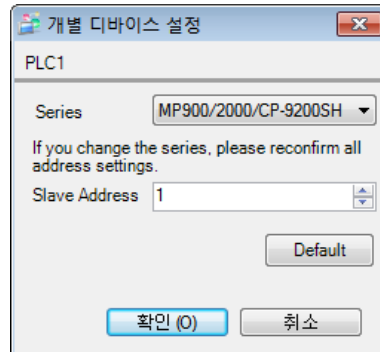 개별 디바이스 설정
PLC1
Series MP900/2000/CP-9200SH
If you change the series, please reconfirm all
address settings.
Slave Address 1
Default
확인 (O) 취소